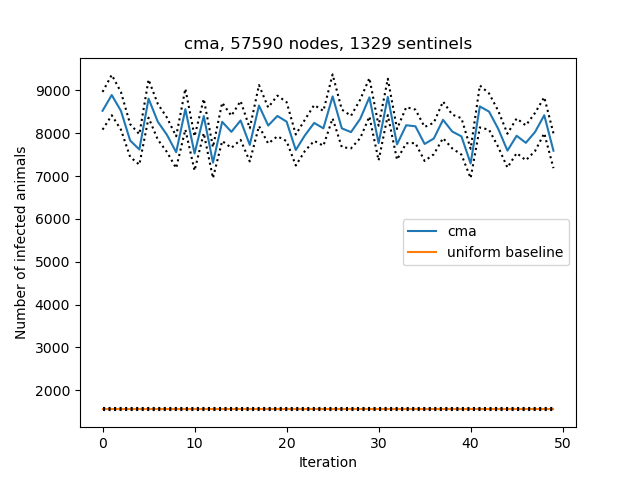 cma, 57590 nodes, 1329 sentinels
Number of infected animals
9000
8000
7000
6000
5000
4000
3000
2000
cma
uniform baseline
0 10 20 30 40 50
Iteration